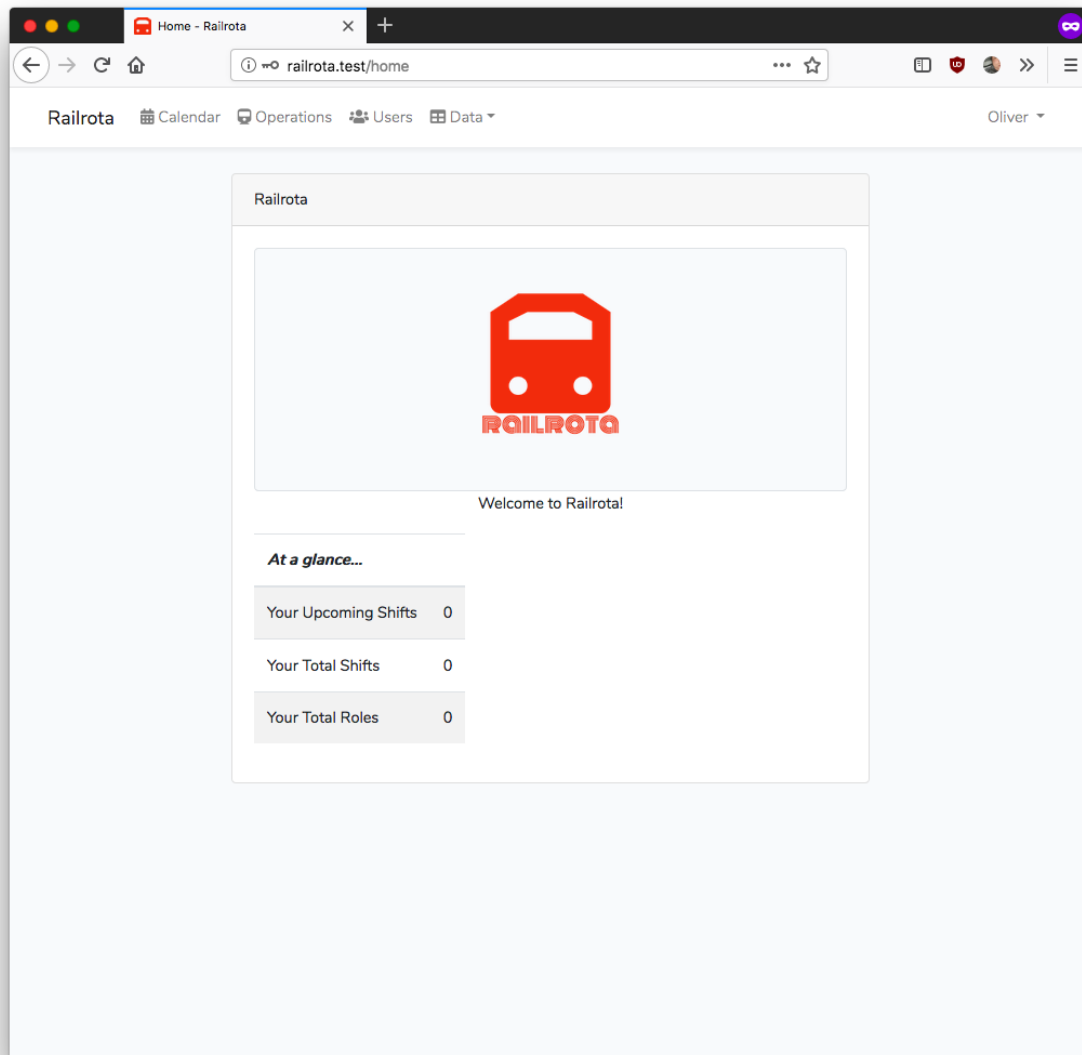 Home - Railrota
railrota.test/home
Railrota Calendar Operations Users Data Oliver
Railrota
RAILROTA
Welcome to Railrota!
At a glance...
Your Upcoming Shifts 0
Your Total Shifts 0
Your Total Roles 0